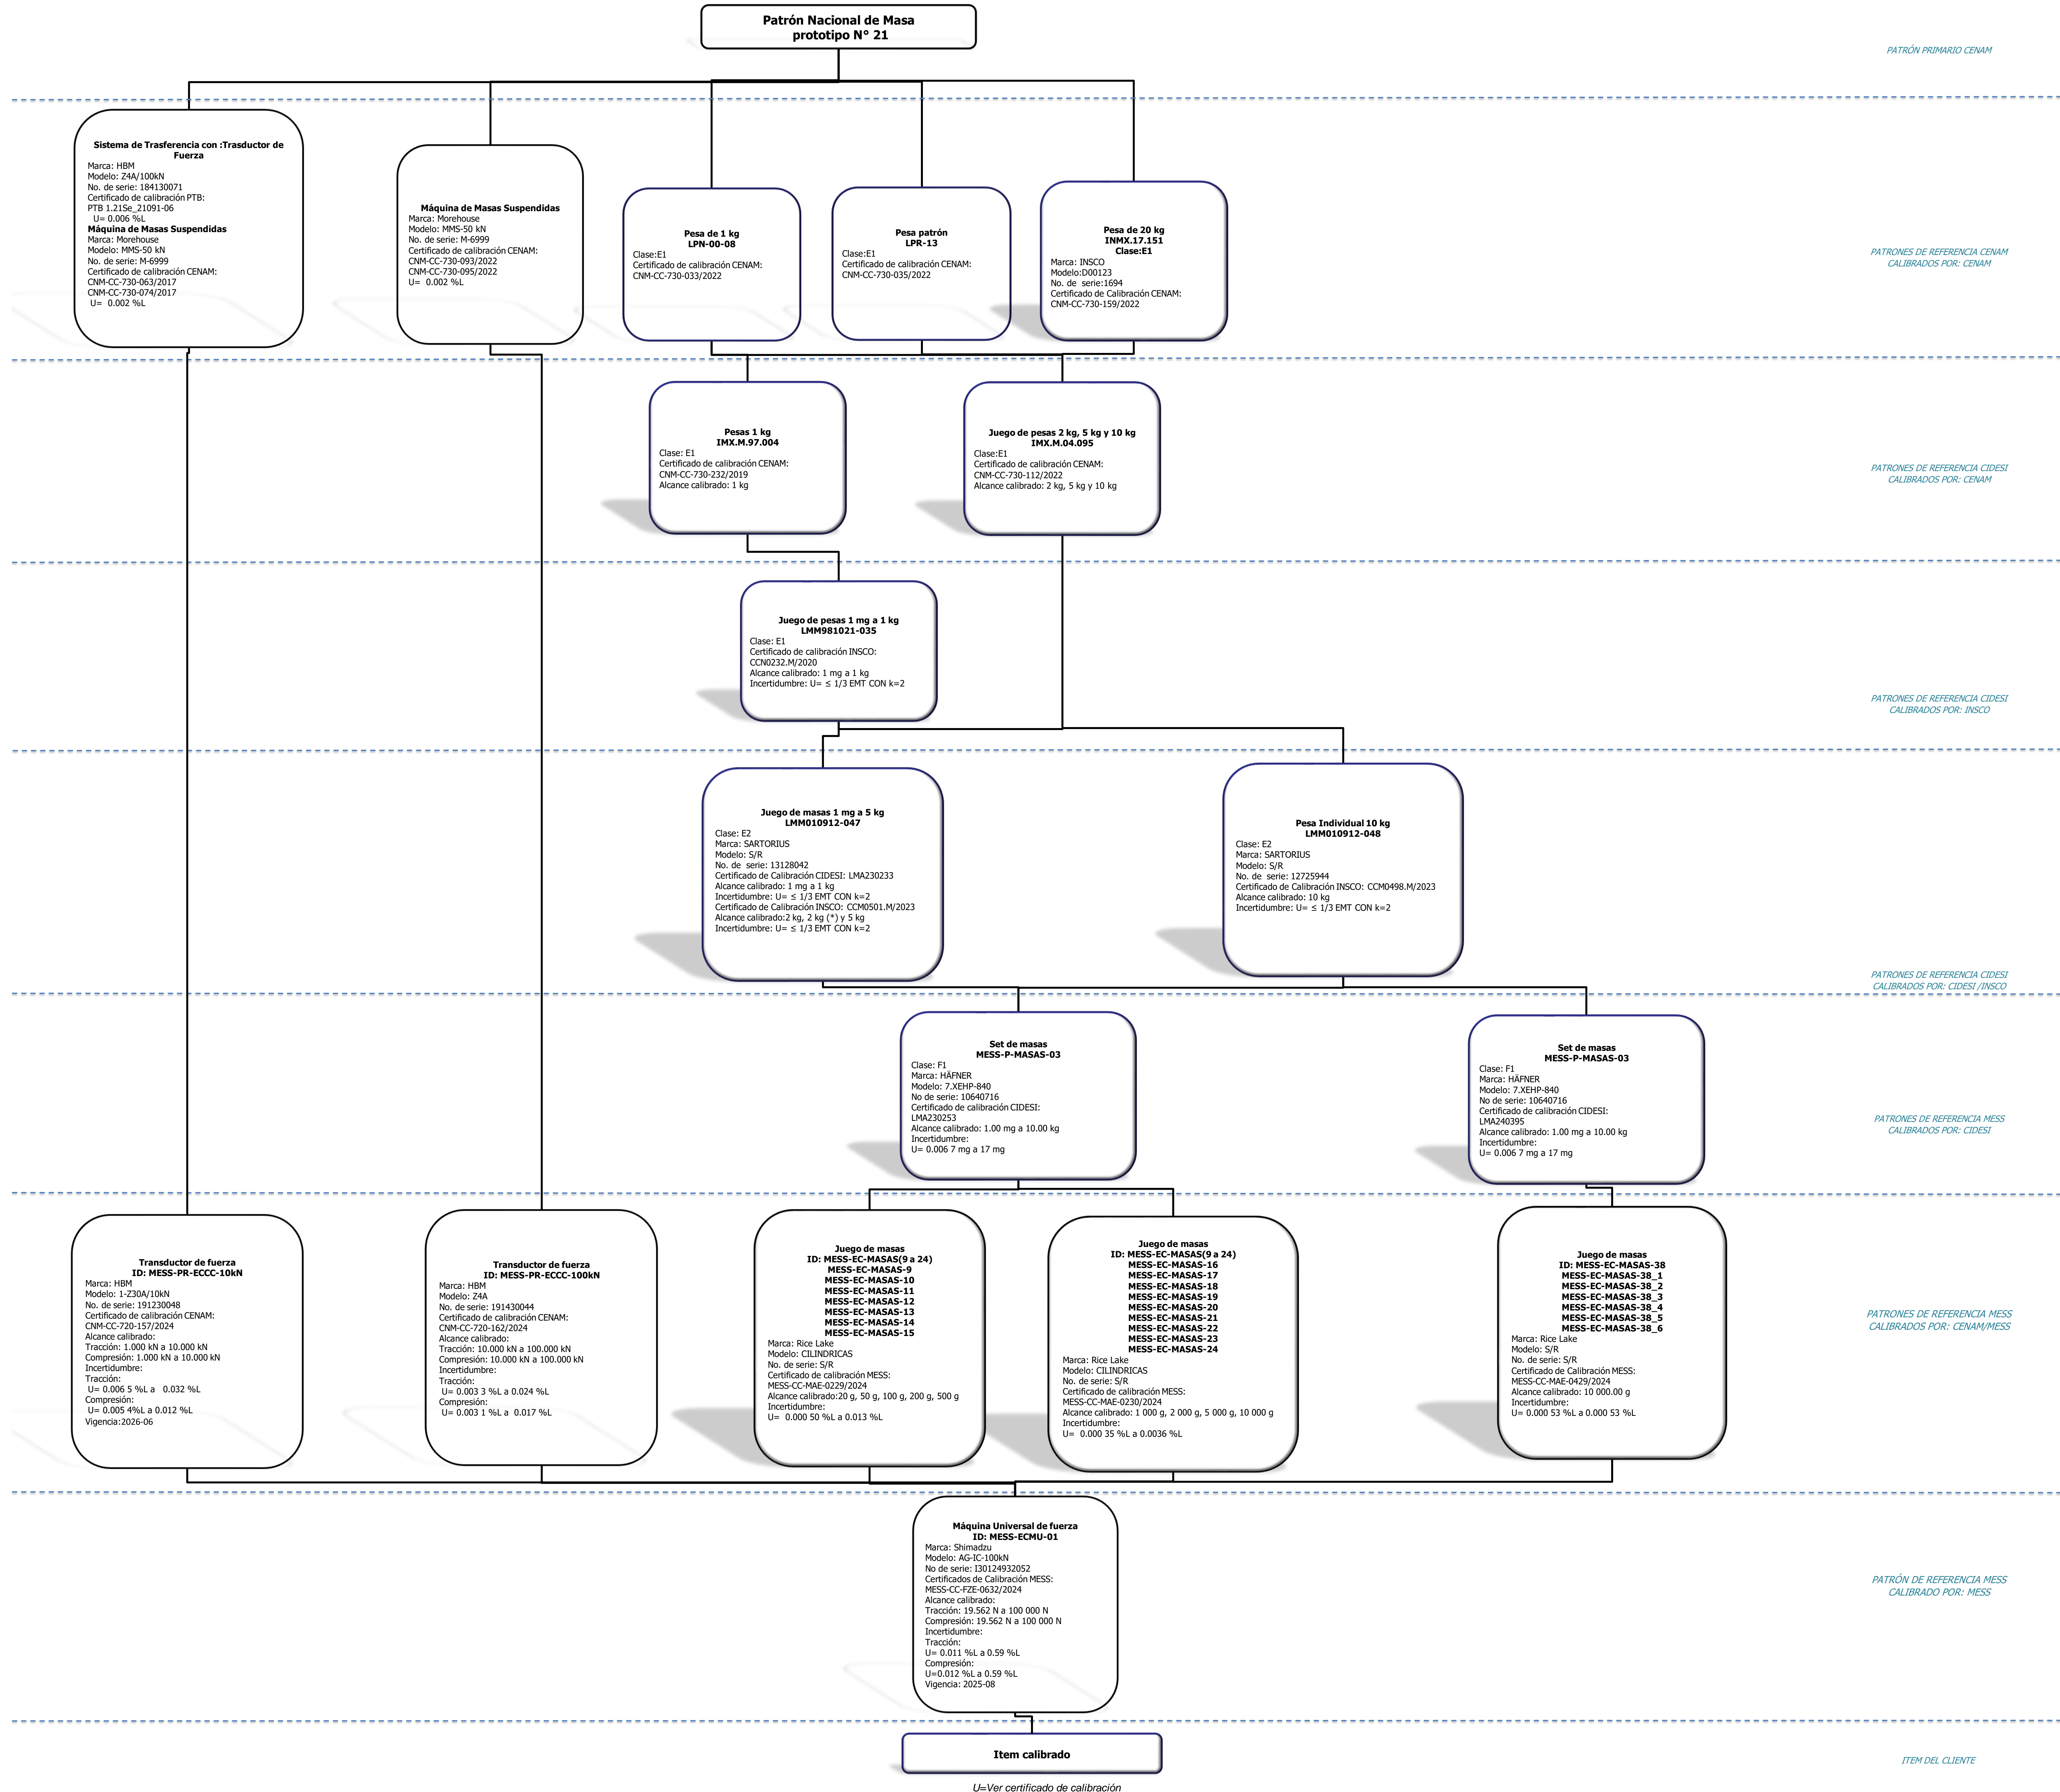 Patrón Nacional de Masa
prototipo N° 21
PATRÓN PRIMARIO CENAM
Sistema de Trasferencia con :Trasductor de
Fuerza
Marca: HBM
Modelo: Z4A/100kN
No. de serie: 184130071
Certificado de calibración PTB:
PTB 1.21Se_21091-06
U= 0.006 %L
Máquina de Masas Suspendidas
Marca: Morehouse
Modelo: MMS-50 kN
No. de serie: M-6999
Certificado de calibración CENAM:
CNM-CC-730-063/2017
CNM-CC-730-074/2017
U= 0.002 %L
Máquina de Masas Suspendidas
Marca: Morehouse
Modelo: MMS-50 kN
No. de serie: M-6999
Certificado de calibración CENAM:
CNM-CC-730-093/2022
CNM-CC-730-095/2022
U= 0.002 %L
Pesa de 1 kg
LPN-00-08
Clase:E1
Certificado de calibración CENAM:
CNM-CC-730-033/2022
Pesa patrón
LPR-13
Clase:E1
Certificado de calibración CENAM:
CNM-CC-730-035/2022
Pesa de 20 kg
INMX.17.151
Clase:E1
Marca: INSCO
Modelo:D00123
No. de serie:1694
Certificado de Calibración CENAM:
CNM-CC-730-159/2022
PATRONES DE REFERENCIA CENAM
CALIBRADOS POR: CENAM
Pesas 1 kg
IMX.M.97.004
Clase: E1
Certificado de calibración CENAM:
CNM-CC-730-232/2019
Alcance calibrado: 1 kg
Juego de pesas 2 kg, 5 kg y 10 kg
IMX.M.04.095
Clase:E1
Certificado de calibración CENAM:
CNM-CC-730-112/2022
Alcance calibrado: 2 kg, 5 kg y 10 kg
PATRONES DE REFERENCIA CIDESI
CALIBRADOS POR: CENAM
Juego de pesas 1 mg a 1 kg
LMM981021-035
Clase: E1
Certificado de calibración INSCO:
CCN0232.M/2020
Alcance calibrado: 1 mg a 1 kg
Incertidumbre: U= ≤ 1/3 EMT CON k=2
PATRONES DE REFERENCIA CIDESI
CALIBRADOS POR: INSCO
Juego de masas 1 mg a 5 kg
LMM010912-047
Clase: E2
Marca: SARTORIUS
Modelo: S/R
No. de serie: 13128042
Certificado de Calibración CIDESI: LMA230233
Alcance calibrado: 1 mg a 1 kg
Incertidumbre: U= ≤ 1/3 EMT CON k=2
Certificado de Calibración INSCO: CCM0501.M/2023
Alcance calibrado:2 kg, 2 kg (*) y 5 kg
Incertidumbre: U= ≤ 1/3 EMT CON k=2
Pesa Individual 10 kg
LMM010912-048
Clase: E2
Marca: SARTORIUS
Modelo: S/R
No. de serie: 12725944
Certificado de Calibración INSCO: CCM0498.M/2023
Alcance calibrado: 10 kg
Incertidumbre: U= ≤ 1/3 EMT CON k=2
PATRONES DE REFERENCIA CIDESI
CALIBRADOS POR: CIDESI /INSCO
Set de masas
MESS-P-MASAS-03
Clase: F1
Marca: HÄFNER
Modelo: 7.XEHP-840
No de serie: 10640716
Certificado de calibración CIDESI:
LMA230253
Alcance calibrado: 1.00 mg a 10.00 kg
Incertidumbre:
U= 0.006 7 mg a 17 mg
Set de masas
MESS-P-MASAS-03
Clase: F1
Marca: HÄFNER
Modelo: 7.XEHP-840
No de serie: 10640716
Certificado de calibración CIDESI:
LMA240395
Alcance calibrado: 1.00 mg a 10.00 kg
Incertidumbre:
U= 0.006 7 mg a 17 mg
PATRONES DE REFERENCIA MESS
CALIBRADOS POR: CIDESI
Transductor de fuerza
ID: MESS-PR-ECCC-10kN
Marca: HBM
Modelo: 1-Z30A/10kN
No. de serie: 191230048
Certificado de calibración CENAM:
CNM-CC-720-157/2024
Alcance calibrado:
Tracción: 1.000 kN a 10.000 kN
Compresión: 1.000 kN a 10.000 kN
Incertidumbre:
Tracción:
U= 0.006 5 %L a 0.032 %L
Compresión:
U= 0.005 4%L a 0.012 %L
Vigencia:2026-06
Transductor de fuerza
ID: MESS-PR-ECCC-100kN
Marca: HBM
Modelo: Z4A
No. de serie: 191430044
Certificado de calibración CENAM:
CNM-CC-720-162/2024
Alcance calibrado:
Tracción: 10.000 kN a 100.000 kN
Compresión: 10.000 kN a 100.000 kN
Incertidumbre:
Tracción:
U= 0.003 3 %L a 0.024 %L
Compresión:
U= 0.003 1 %L a 0.017 %L
Juego de masas
ID: MESS-EC-MASAS(9 a 24)
MESS-EC-MASAS-9
MESS-EC-MASAS-10
MESS-EC-MASAS-11
MESS-EC-MASAS-12
MESS-EC-MASAS-13
MESS-EC-MASAS-14
MESS-EC-MASAS-15
Marca: Rice Lake
Modelo: CILINDRICAS
No. de serie: S/R
Certificado de calibración MESS:
MESS-CC-MAE-0229/2024
Alcance calibrado:20 g, 50 g, 100 g, 200 g, 500 g
Incertidumbre:
U= 0.000 50 %L a 0.013 %L
Juego de masas
ID: MESS-EC-MASAS(9 a 24)
MESS-EC-MASAS-16
MESS-EC-MASAS-17
MESS-EC-MASAS-18
MESS-EC-MASAS-19
MESS-EC-MASAS-20
MESS-EC-MASAS-21
MESS-EC-MASAS-22
MESS-EC-MASAS-23
MESS-EC-MASAS-24
Marca: Rice Lake
Modelo: CILINDRICAS
No. de serie: S/R
Certificado de calibración MESS:
MESS-CC-MAE-0230/2024
Alcance calibrado: 1 000 g, 2 000 g, 5 000 g, 10 000 g
Incertidumbre:
U= 0.000 35 %L a 0.0036 %L
Juego de masas
ID: MESS-EC-MASAS-38
MESS-EC-MASAS-38_1
MESS-EC-MASAS-38_2
MESS-EC-MASAS-38_3
MESS-EC-MASAS-38_4
MESS-EC-MASAS-38_5
MESS-EC-MASAS-38_6
Marca: Rice Lake
Modelo: S/R
No. de serie: S/R
Certificado de Calibración MESS:
MESS-CC-MAE-0429/2024
Alcance calibrado: 10 000.00 g
Incertidumbre:
U= 0.000 53 %L a 0.000 53 %L
PATRONES DE REFERENCIA MESS
CALIBRADOS POR: CENAM/MESS
Máquina Universal de fuerza
ID: MESS-ECMU-01
Marca: Shimadzu
Modelo: AG-IC-100kN
No de serie: I30124932052
Certificados de Calibración MESS:
MESS-CC-FZE-0632/2024
Alcance calibrado:
Tracción: 19.562 N a 100 000 N
Compresión: 19.562 N a 100 000 N
Incertidumbre:
Tracción:
U= 0.011 %L a 0.59 %L
Compresión:
U=0.012 %L a 0.59 %L
Vigencia: 2025-08
PATRÓN DE REFERENCIA MESS
CALIBRADO POR: MESS
Item calibrado
ITEM DEL CLIENTE
U=Ver certificado de calibración